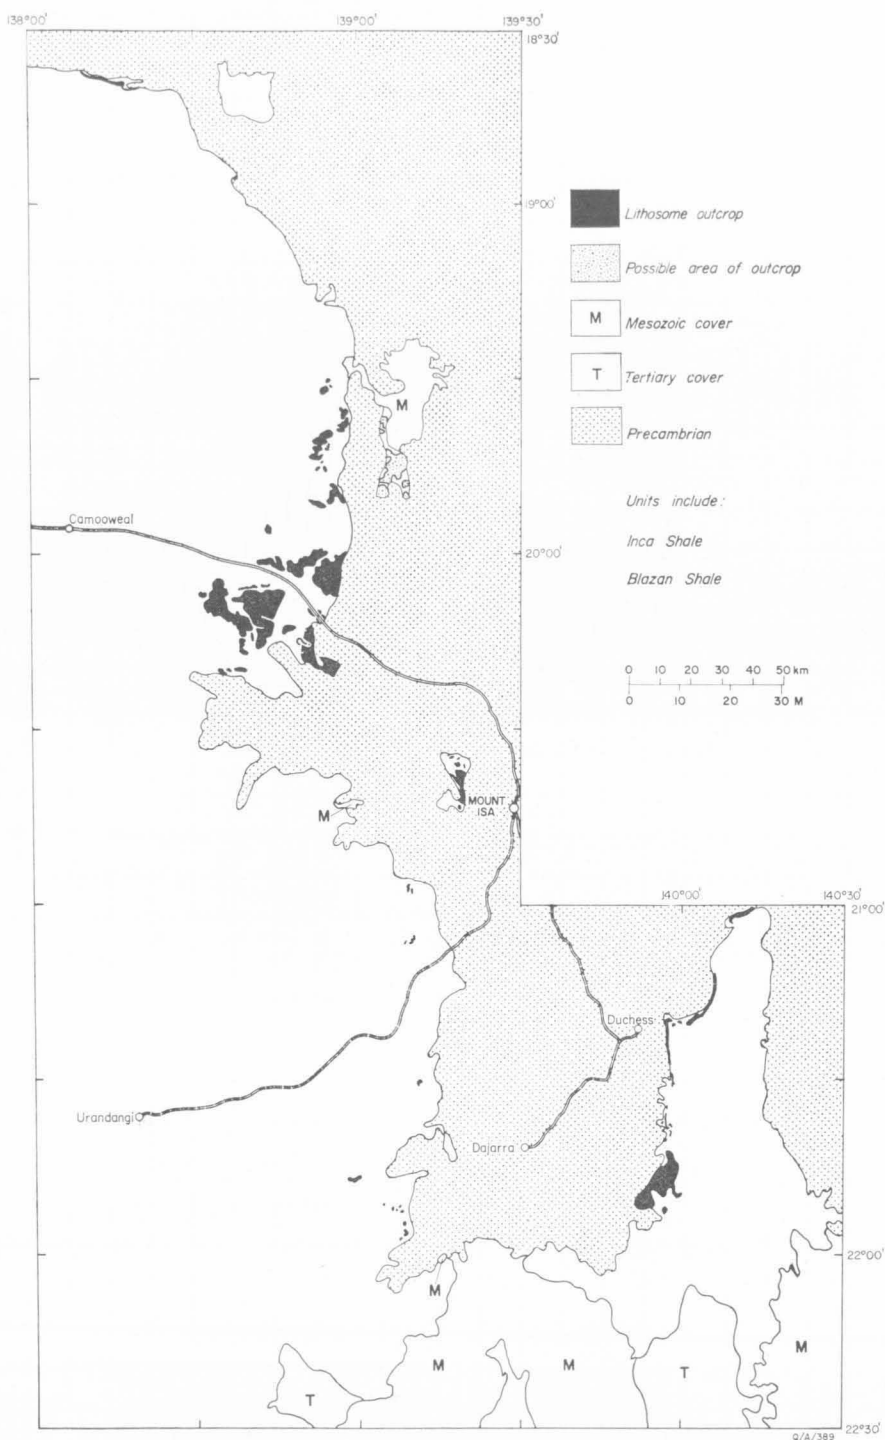 138°00'
139°00'
139°30'
18°30'
19°00'
Lithosome outcrop
Possible area of outcrop
M
Mesozoic cover
T
Tertiary cover
Precambrian
M
Units include:
Inca Shale
Blazan Shale
Camooweal
20°00'
0 10 20 30 40 50 km
0 10 20 30 M
MOUNT
ISA
M
140°00'
140°30'
21°00'
Duchess
Urandangi
Dajarra
22°00'
M
M
M
M
T
T
22°30'
Q/A/389